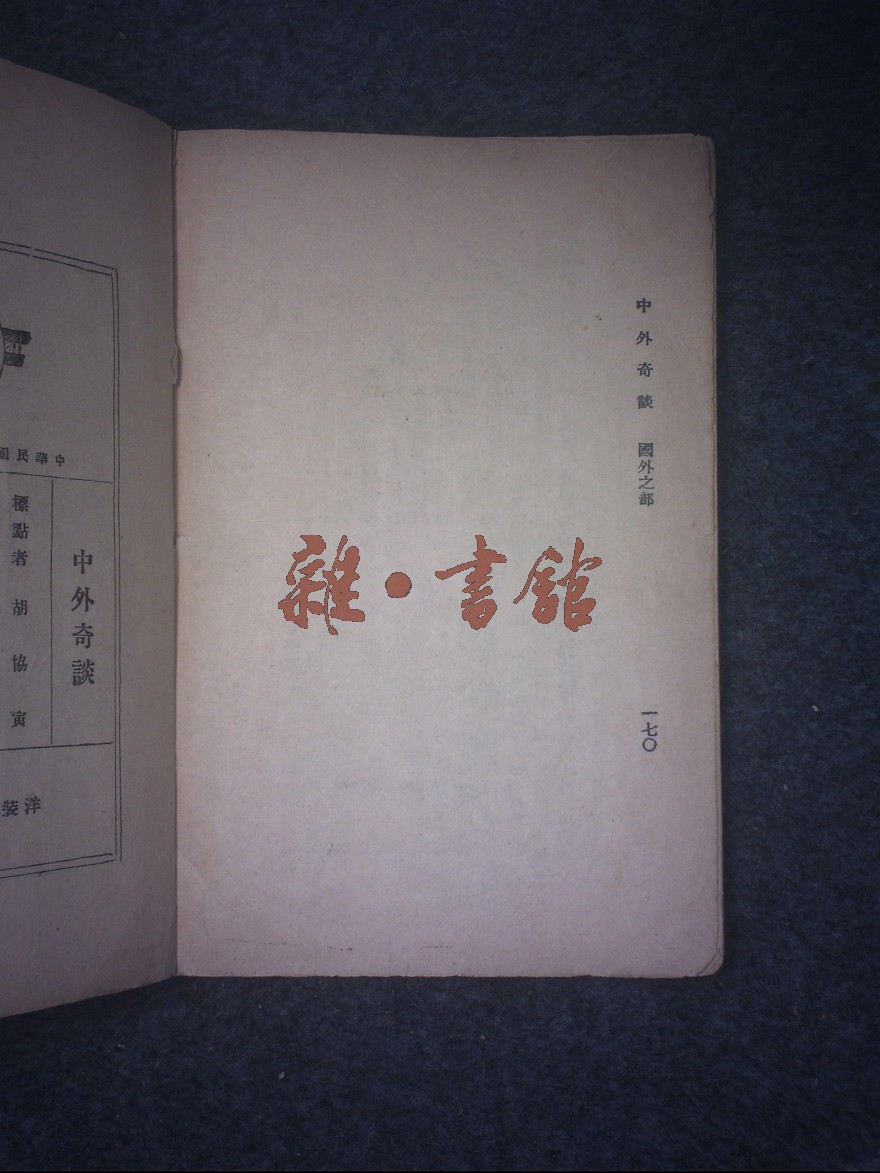 中外奇談　國外之部
一七〇
雜·書館
中華民國
中外奇談
標點者　胡協寅
洋裝